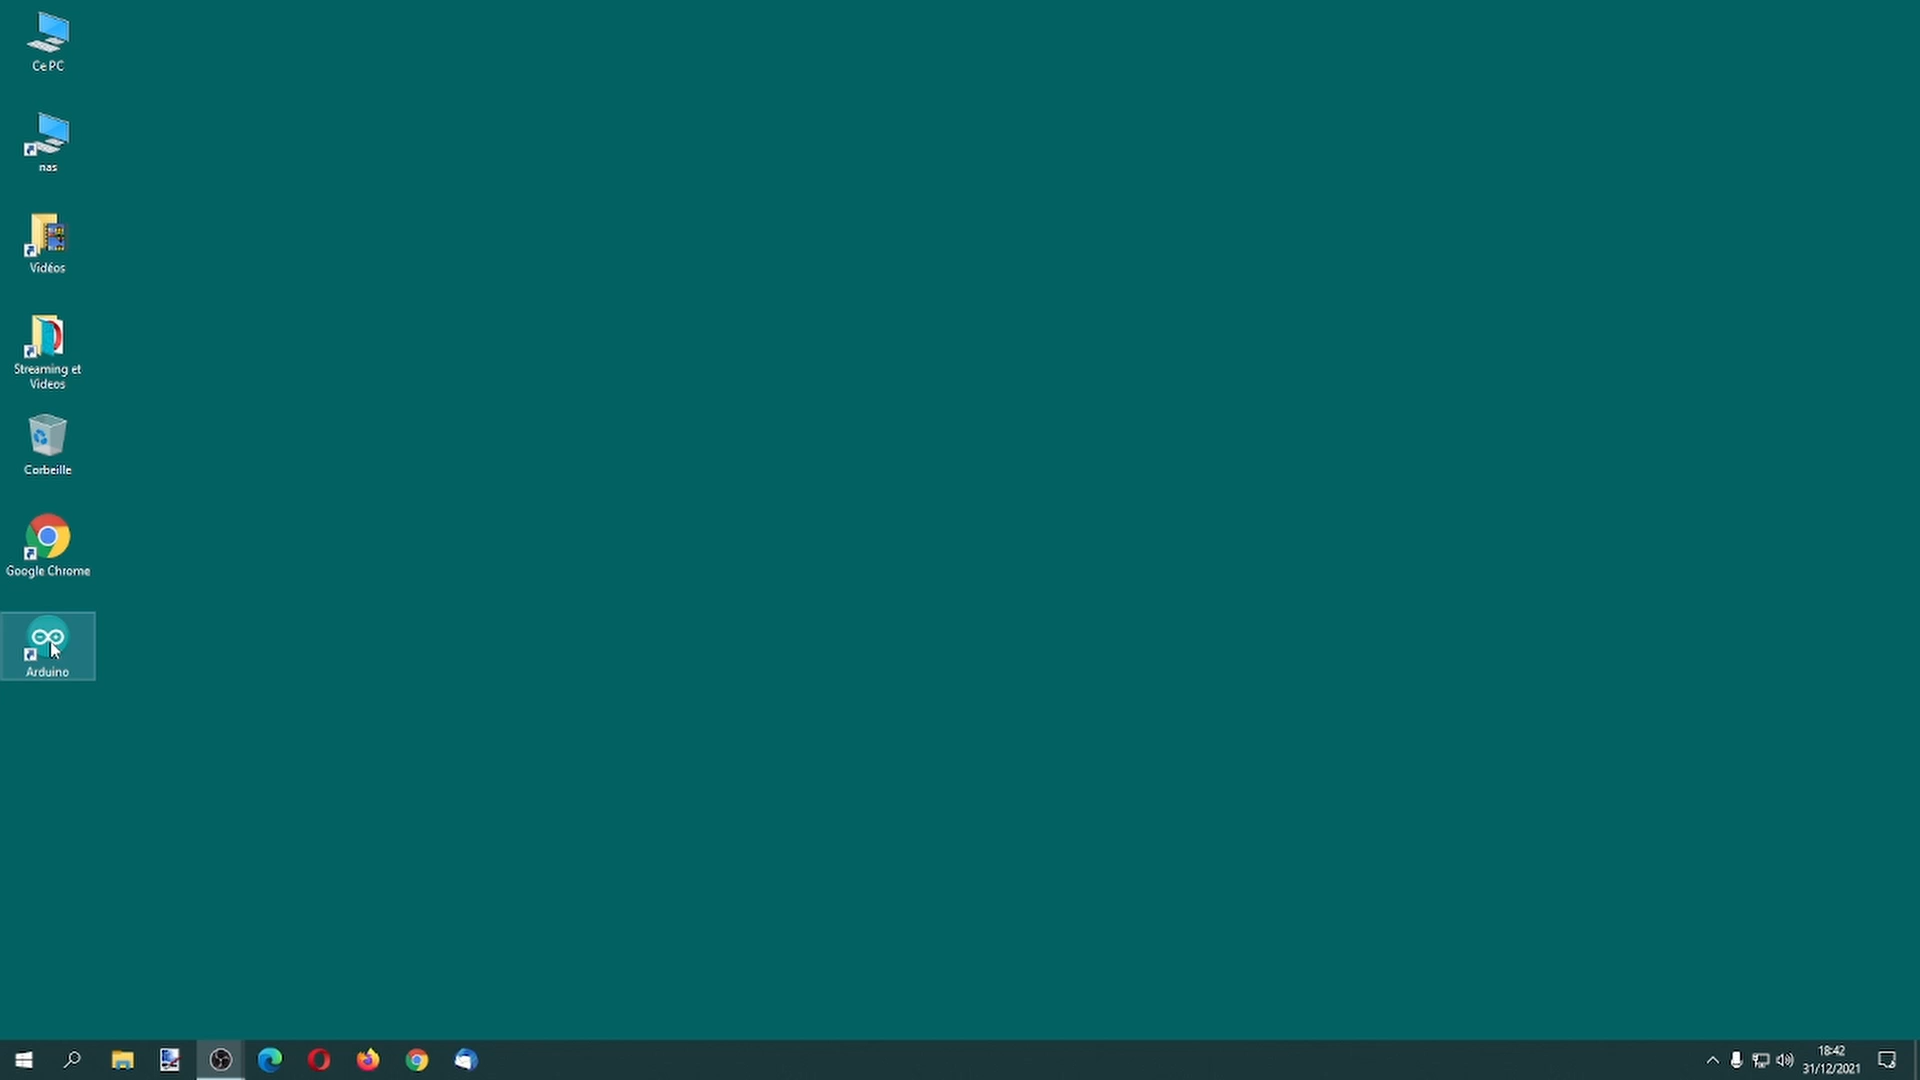 Ce PC
nas
Vidéos
Streaming et
Videos
Corbeille
Google Chrome
Arduino
18:42
31/12/2021